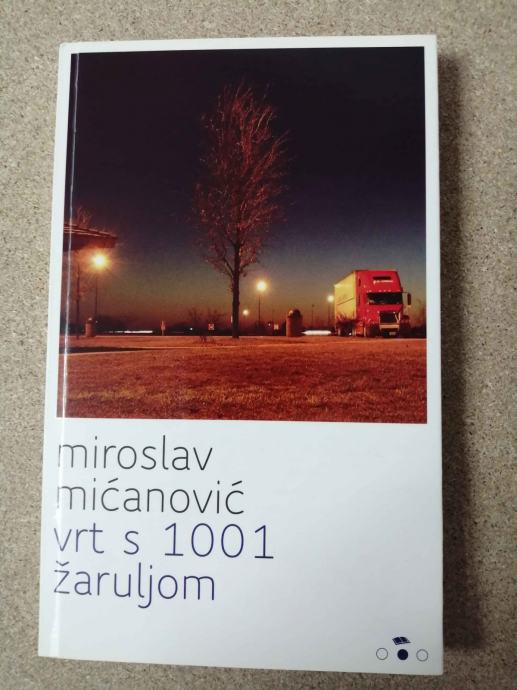 miroslav
mićanović
vrt s 1001
žaruljom